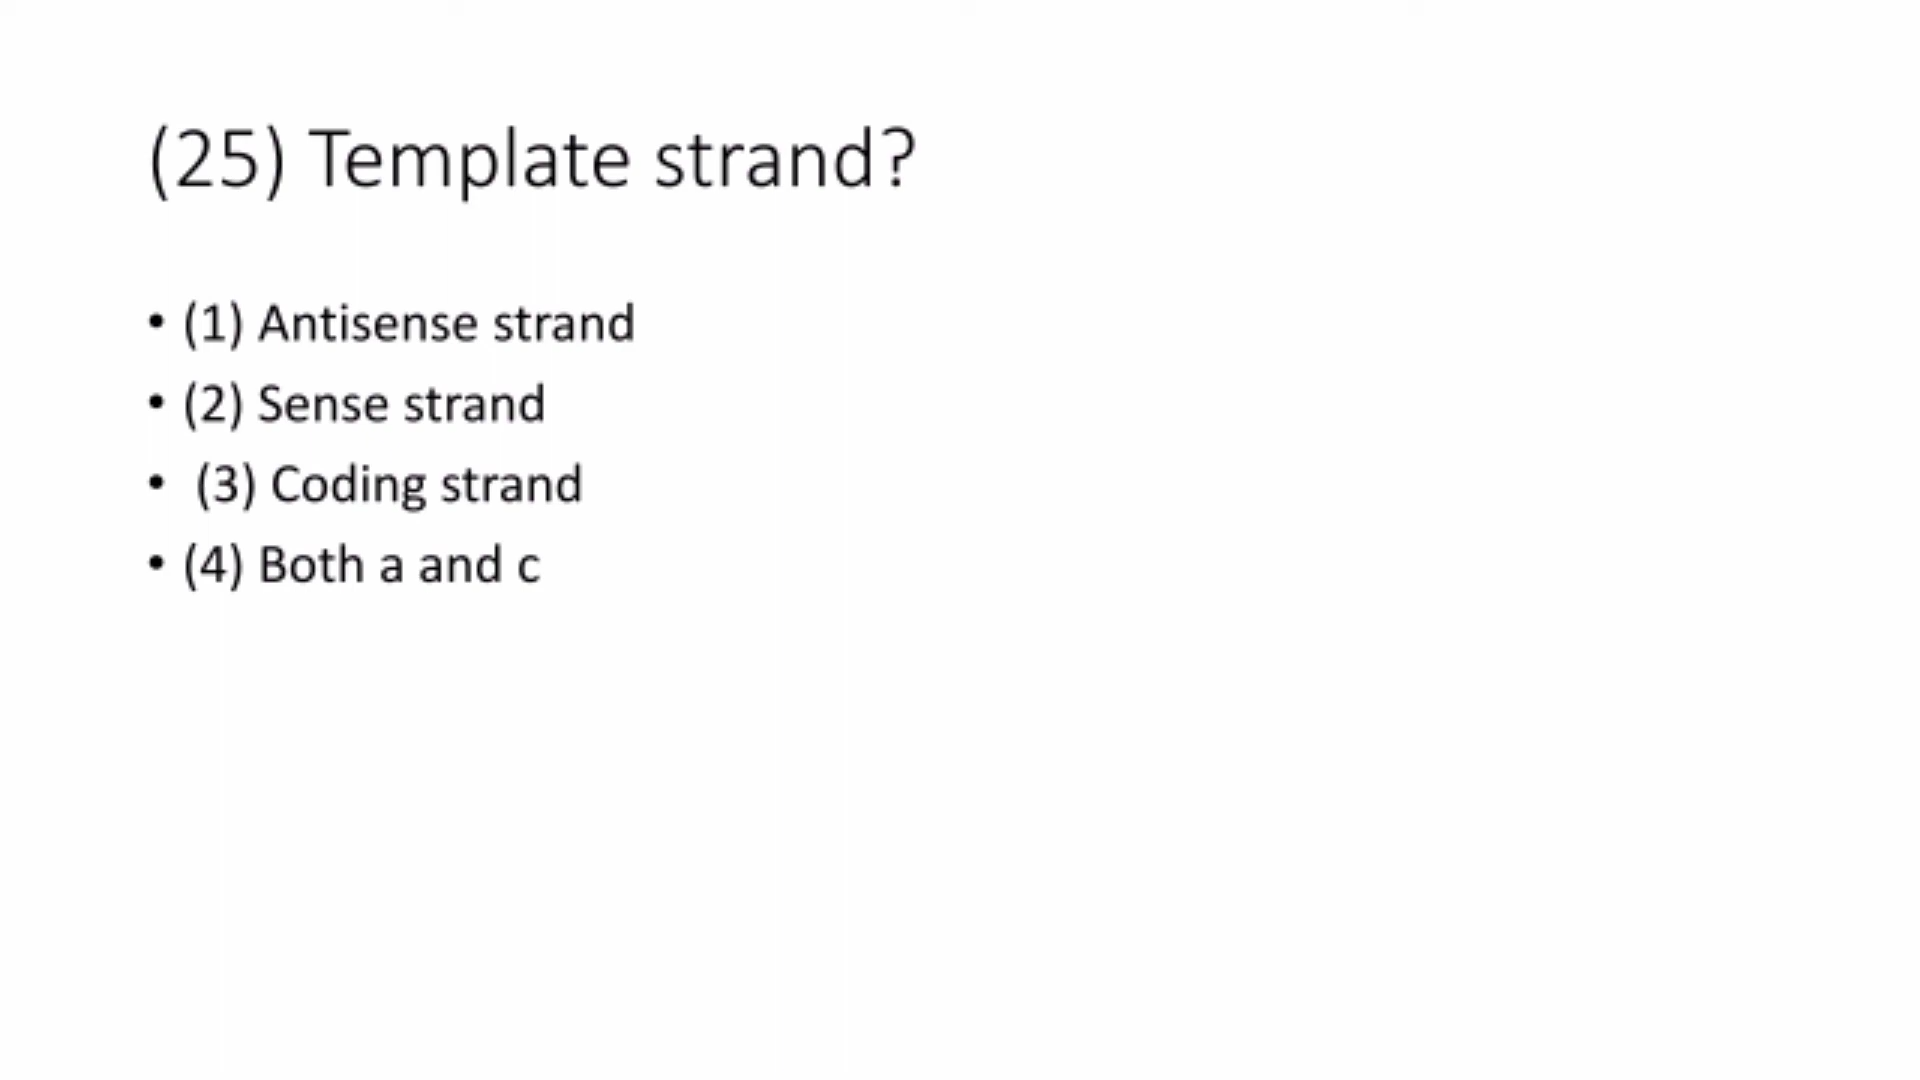 (25) Template strand?
• (1) Antisense strand
• (2) Sense strand
• (3) Coding strand
• (4) Both a and c